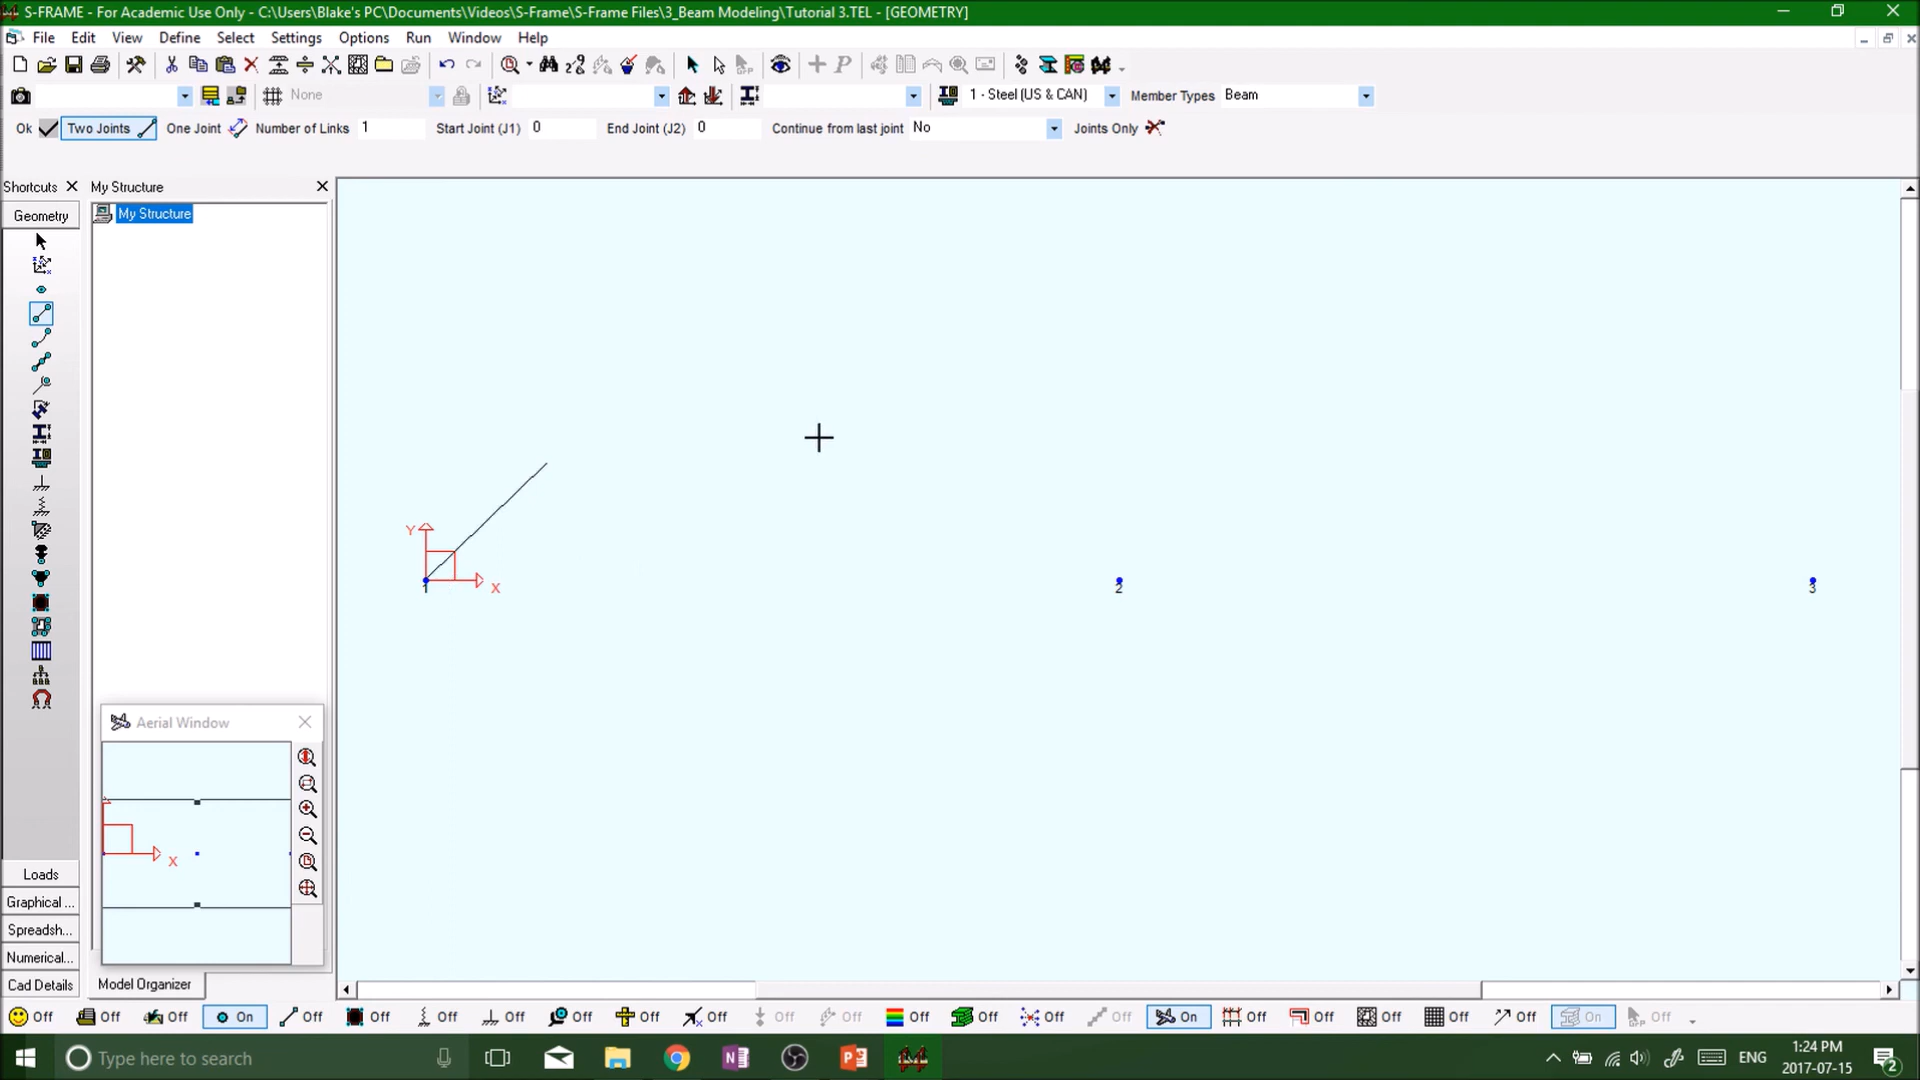 S-FRAME - For Academic Use Only - C:\Users\Blake's PC\Documents\Videos\S-Frame\S-Frame Files\3_Beam Modeling\Tutorial 3.TEL - [GEOMETRY]
File Edit View Define Select Settings Options Run Window Help
None 1 - Steel (US & CAN) Member Types Beam
Ok Two Joints One Joint Number of Links 1 Start Joint (J1) 0 End Joint (J2) 0 Continue from last joint No Joints Only
Shortcuts My Structure
Geometry My Structure
Y
X
1 2 3
Aerial Window
X
Loads
Graphical ...
Spreadsh...
Numerical...
Cad Details Model Organizer
Off Off Off On Off Off Off Off Off Off Off Off Off Off Off Off Off On Off Off Off Off Off On Off
Type here to search ENG 1:24 PM
2017-07-15 2